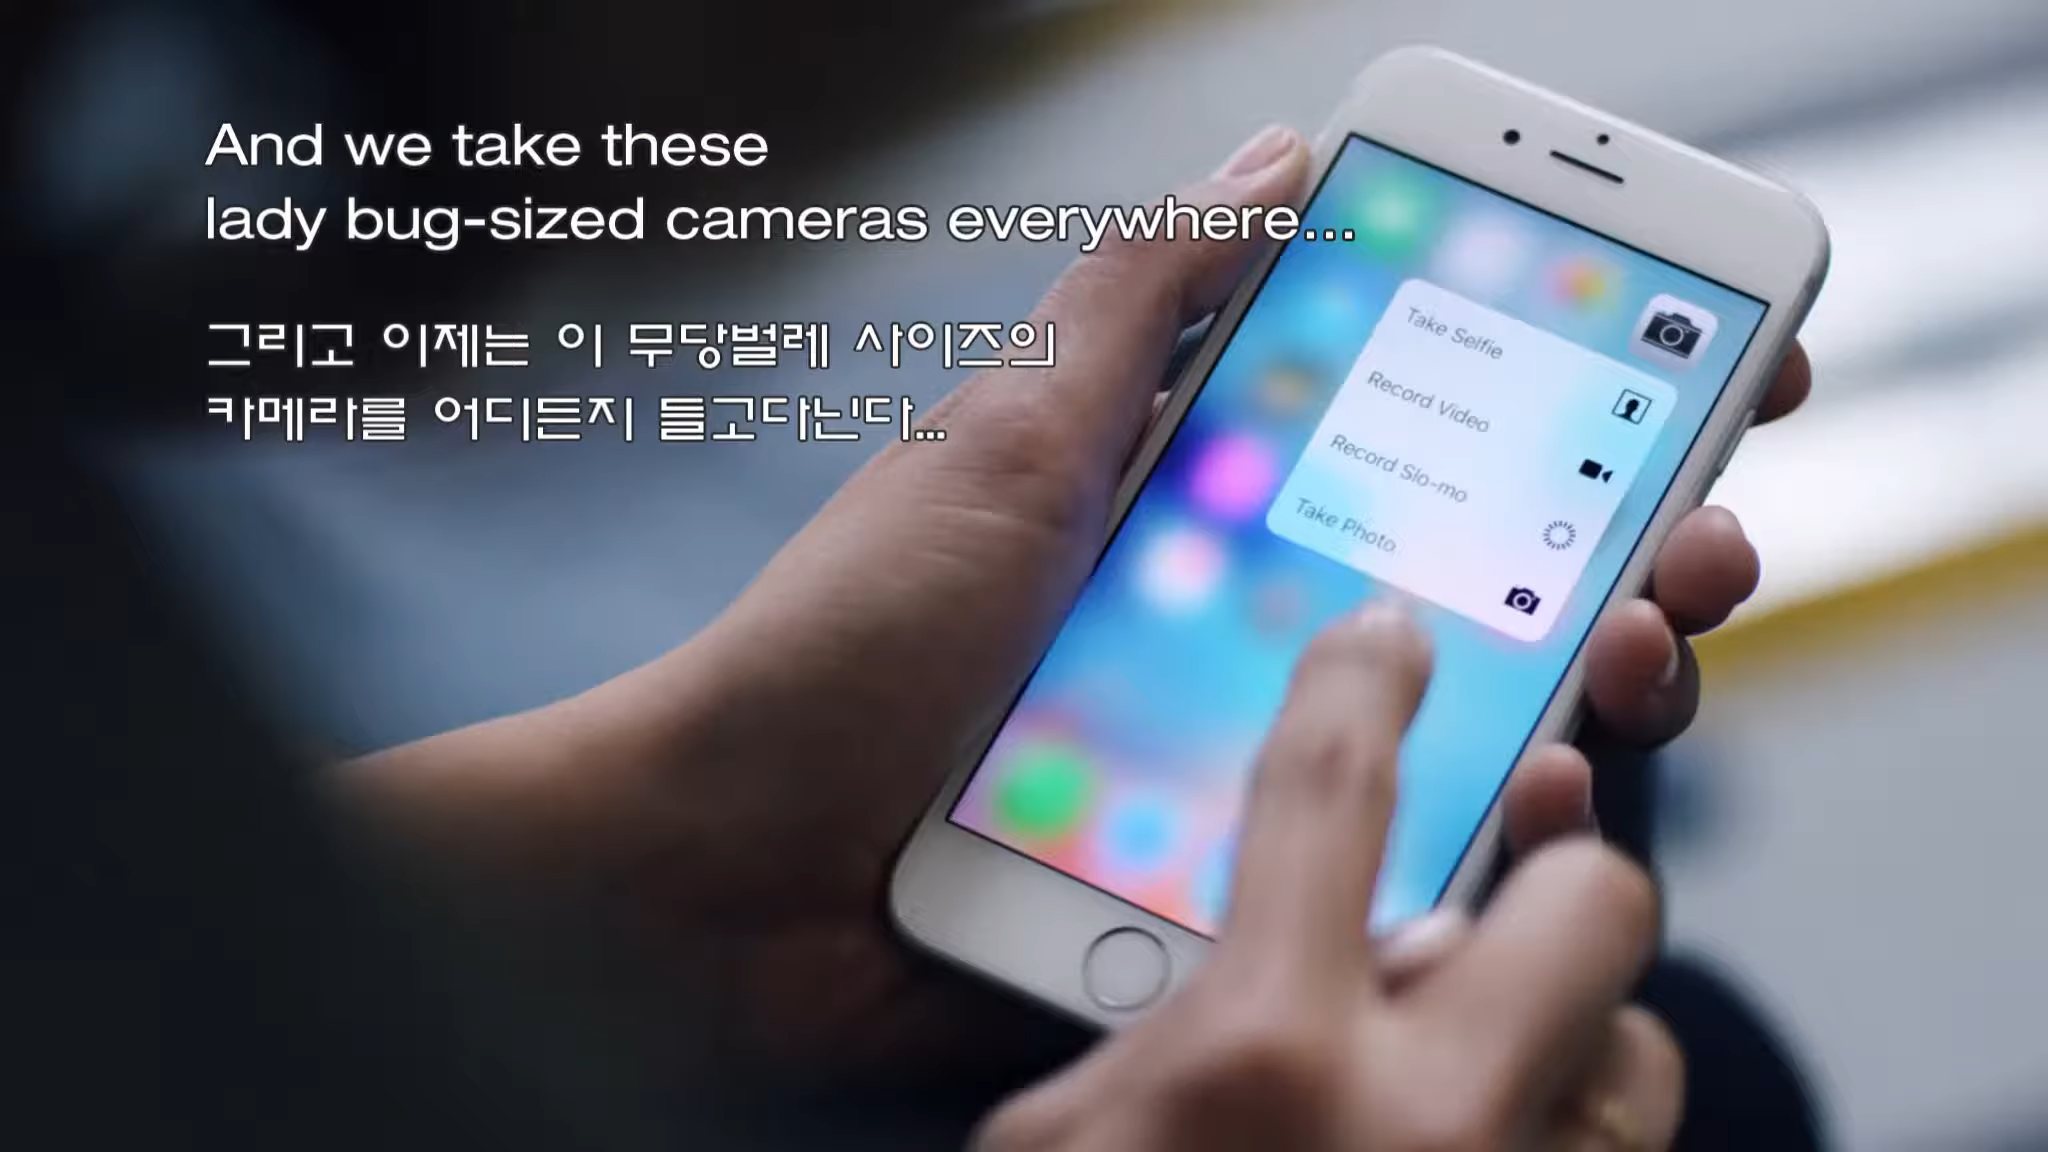 And we take these
lady bug-sized cameras everywhere...
그리고 이제는 이 무당벌레 사이즈의
카메라를 어디든지 들고다닌다...
Take Selfie
Record Video
Record Slo-mo
Take Photo